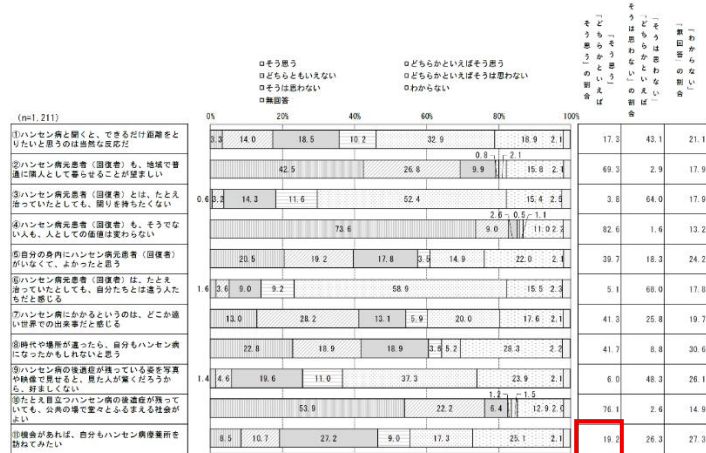 「そう思う」
「どちらかといえば
そう思う」の割合
「そうは思わない」
「どちらかといえば
そうは思わない」の割合
「わからない」
「無回答」の割合
□そう思う □どちらかといえばそう思う
□どちらともいえない □どちらかといえばそうは思わない
□そうは思わない □わからない
□無回答
(n=1,211)
0% 20% 40% 60% 80% 100%
①ハンセン病と聞くと、できるだけ距離をと
りたいと思うのは当然な反応だ
3.3 14.0 18.5 10.2 32.9 18.9 2.1 17.3 43.1 21.1
②ハンセン病元患者(回復者)も、地域で普
通に隣人として暮らせることが望ましい
42.5 26.8 9.9 0.8 2.1 15.8 2.1 69.3 2.9 17.9
③ハンセン病元患者(回復者)とは、たとえ
治っていたとしても、関りを持ちたくない
0.6 3.2 14.3 11.6 52.4 15.4 2.5 3.8 64.0 17.9
④ハンセン病元患者(回復者)も、そうでな
い人も、人としての価値は変わらない
73.6 9.0 2.6 0.5 1.1 11.0 2.2 82.6 1.6 13.2
⑤自分の身内にハンセン病元患者(回復者)
がいなくて、よかったと思う
20.5 19.2 17.8 3.5 14.9 22.0 2.1 39.7 18.3 24.2
⑥ハンセン病元患者(回復者)は、たとえ
治っていたとしても、自分たちとは違う人た
ちだと感じる
1.6 3.6 9.0 9.2 58.9 15.5 2.3 5.1 68.0 17.8
⑦ハンセン病にかかるというのは、どこか遠
い世界での出来事だと感じる
13.0 28.2 13.1 5.9 20.0 17.6 2.1 41.3 25.8 19.7
⑧時代や場所が違ったら、自分もハンセン病
になったかもしれないと思う
22.8 18.9 18.9 3.6 5.2 28.3 2.2 41.7 8.8 30.6
⑨ハンセン病の後遺症が残っている姿を写真
や映像で見せると、見た人が驚くだろうか
ら、好ましくない
1.4 4.6 19.6 11.0 37.3 23.9 2.1 6.0 48.3 26.1
⑩たとえ目立つハンセン病の後遺症が残って
いても、公共の場で堂々とふるまえる社会が
よい
53.9 22.2 6.4 1.2 1.5 12.9 2.0 76.1 2.6 14.9
⑪機会があれば、自分もハンセン病療養所を
訪ねてみたい
8.5 10.7 27.2 9.0 17.3 25.1 2.1 19.2 26.3 27.3